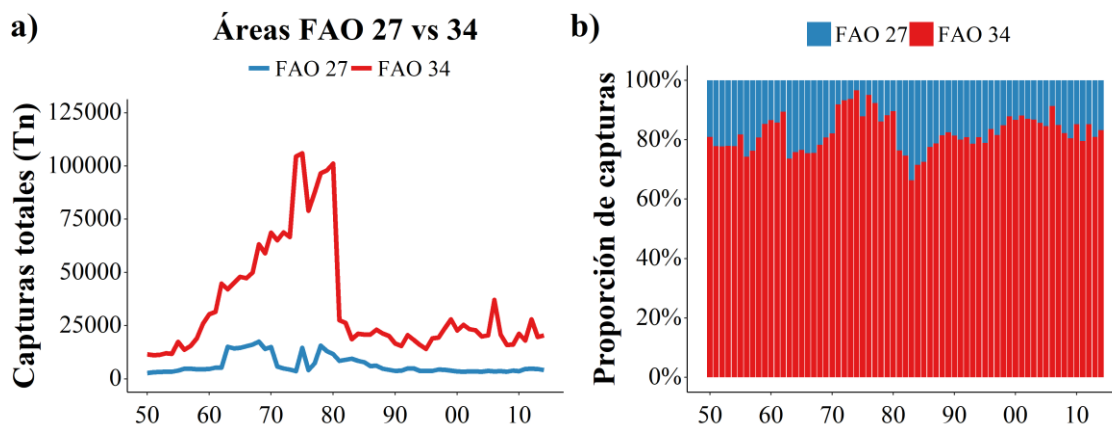 a)
Áreas FAO 27 vs 34
FAO 27 FAO 34
Capturas totales (Tn)
125000
100000
75000
50000
25000
0
50 60 70 80 90 00 10
b)
FAO 27 FAO 34
Proporción de capturas
100%
80%
60%
40%
20%
0%
50 60 70 80 90 00 10